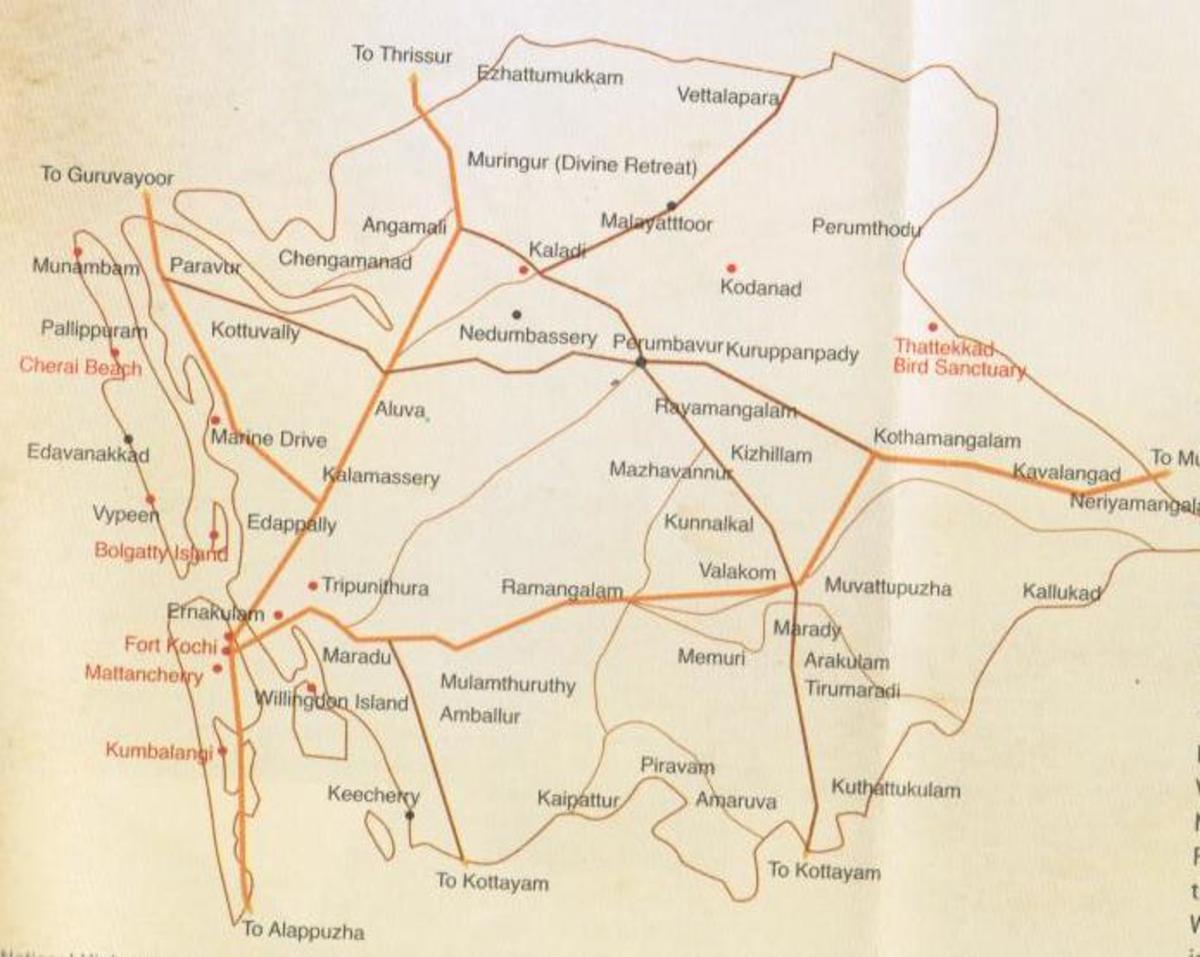 To Thrissur
Ezhattumukkam
Vettalapara
Muringur (Divine Retreat)
To Guruvayoor
Angamali
Malayatttoor
Perumthodu
Kaladi
Chengamanad
Munambam
Paravur
Kodanad
Pallippuram
Kottuvally
Nedumbassery
Perumbavur
Kuruppanpady
Thattekkad
Bird Sanctuary
Cherai Beach
Aluva
Rayamangalam
Marine Drive
Kothamangalam
Edavanakkad
Kizhillam
To
Kalamassery
Mazhavannur
Kavalangad
Vypeen
Edappally
Kunnalkal
Bolgatty Island
Valakom
Tripunithura
Ramangalam
Muvattupuzha
Kallukad
Ernakulam
Marady
Fort Kochi
Maradu
Memuri
Arakulam
Mattancherry
Mulamthuruthy
Tirumaradi
Willingdon Island
Amballur
Kumbalangi
Piravam
Keecherry
Kaipattur
Amaruva
Kuthattukulam
To Kottayam
To Kottayam
To Alappuzha